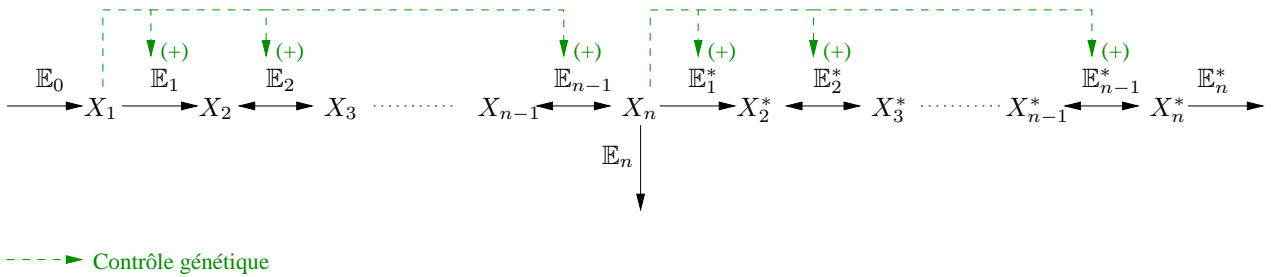 (+) (+) (+) (+) (+) (+)
𝔼₀ 𝔼₁ 𝔼₂ 𝔼ₙ₋₁ 𝔼₁* 𝔼₂* 𝔼ₙ₋₁* 𝔼ₙ*
X₁ X₂ X₃ ·········· Xₙ₋₁ Xₙ X₂* X₃* ·········· Xₙ₋₁* Xₙ*
𝔼ₙ
Contrôle génétique